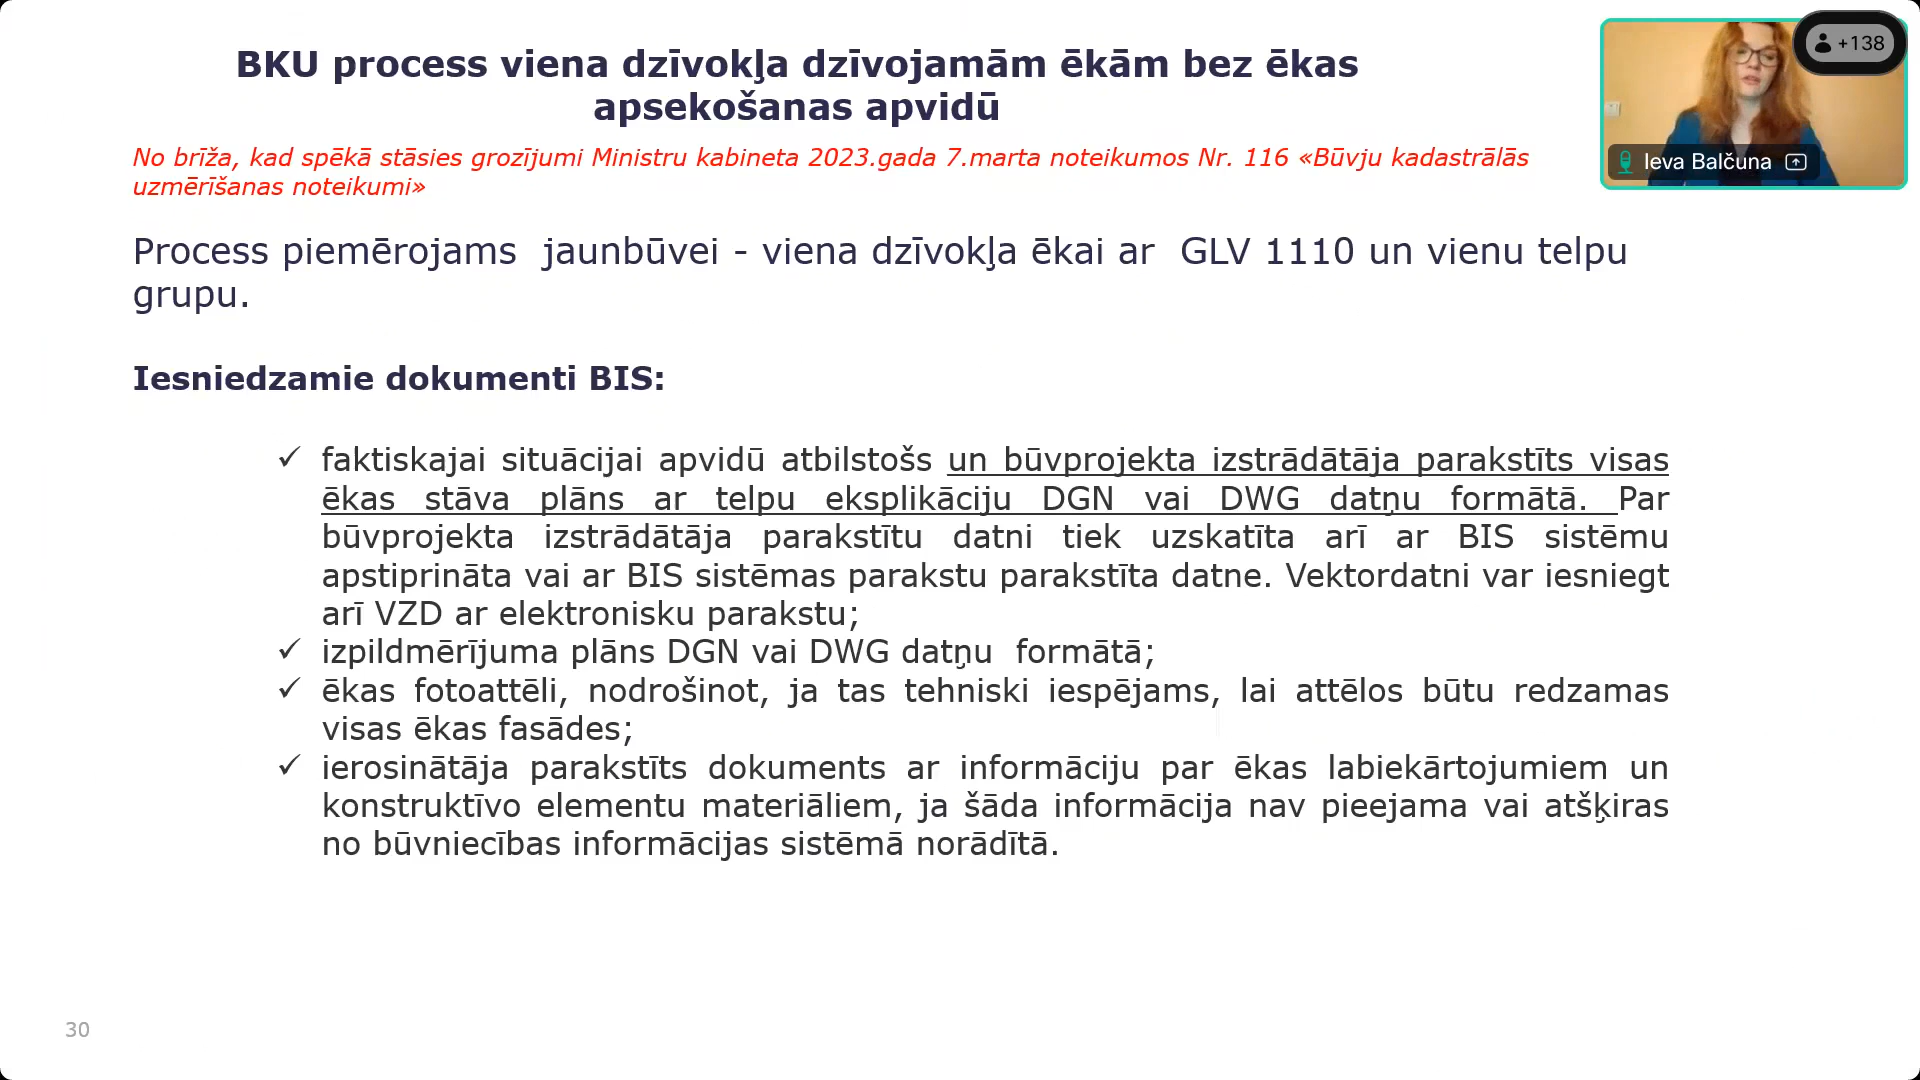 BKU process viena dzīvokļa dzīvojamām ēkām bez ēkas
apsekošanas apvidū
+138
Ieva Balčuna
No brīža, kad spēkā stāsies grozījumi Ministru kabineta 2023.gada 7.marta noteikumos Nr. 116 «Būvju kadastrālās
uzmērīšanas noteikumi»
Process piemērojams  jaunbūvei - viena dzīvokļa ēkai ar  GLV 1110 un vienu telpu
grupu.
Iesniedzamie dokumenti BIS:
✓ faktiskajai situācijai apvidū atbilstošs un būvprojekta izstrādātāja parakstīts visas
ēkas stāva plāns ar telpu eksplikāciju DGN vai DWG datņu formātā. Par
būvprojekta izstrādātāja parakstītu datni tiek uzskatīta arī ar BIS sistēmu
apstiprināta vai ar BIS sistēmas parakstu parakstīta datne. Vektordatni var iesniegt
arī VZD ar elektronisku parakstu;
✓ izpildmērījuma plāns DGN vai DWG datņu  formātā;
✓ ēkas fotoattēli, nodrošinot, ja tas tehniski iespējams, lai attēlos būtu redzamas
visas ēkas fasādes;
✓ ierosinātāja parakstīts dokuments ar informāciju par ēkas labiekārtojumiem un
konstruktīvo elementu materiāliem, ja šāda informācija nav pieejama vai atšķiras
no būvniecības informācijas sistēmā norādītā.
30